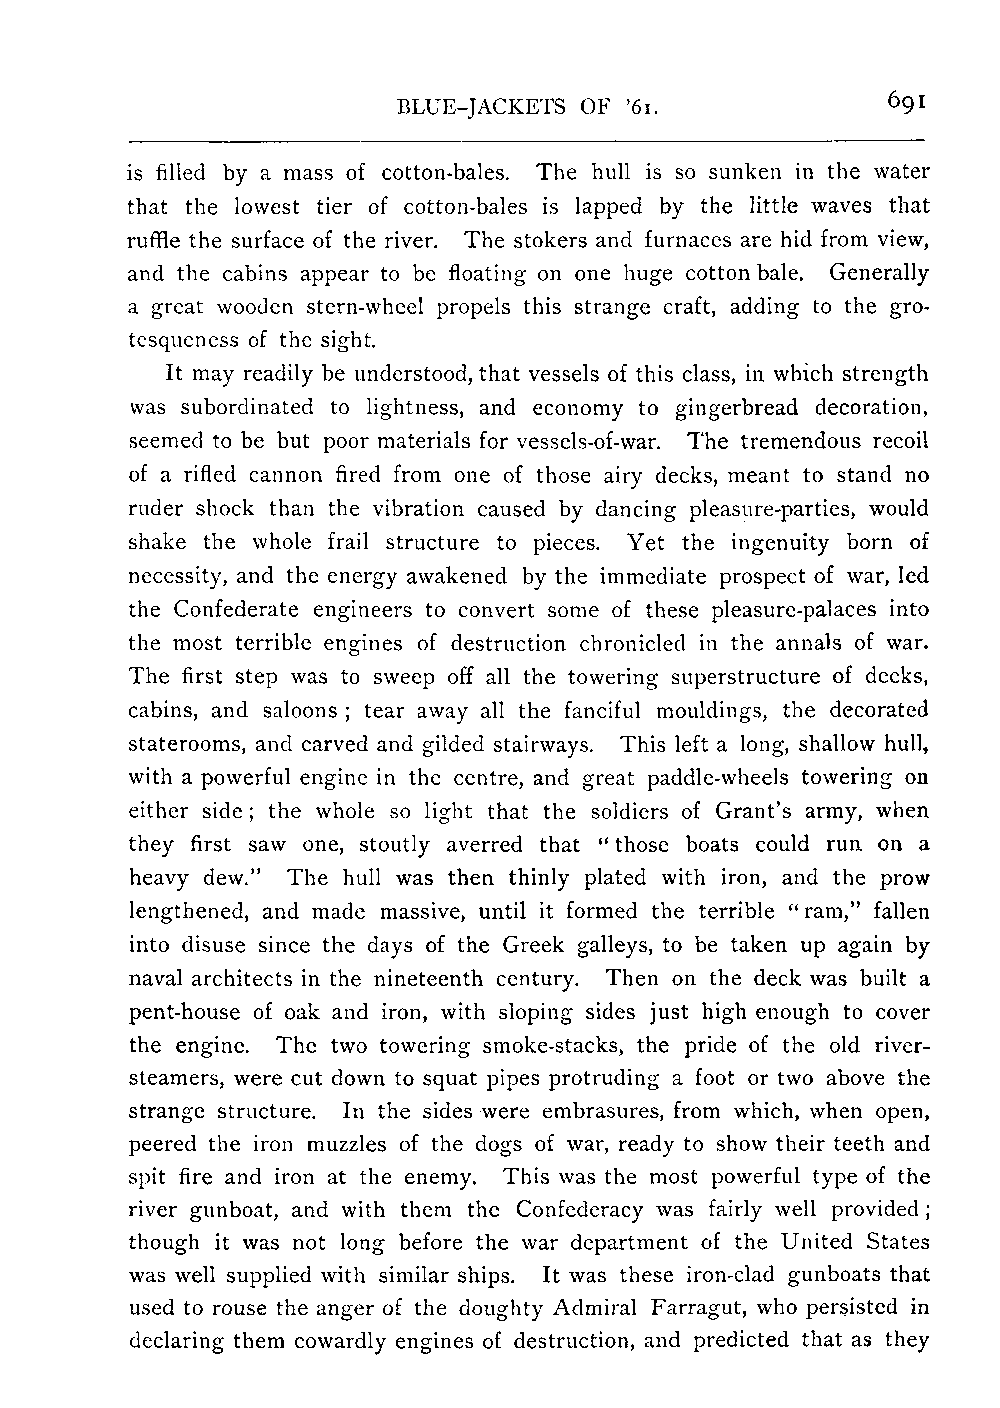 BLUE-JACKETS OF '61. 691
is filled by a mass of cotton-bales. The hull is so sunken in the water
that the lowest tier of cotton-bales is lapped by the little waves that
ruffle the surface of the river. The stokers and furnaces are hid from view,
and the cabins appear to be floating on one huge cotton bale. Generally
a great wooden stern-wheel propels this strange craft, adding to the gro-
tesqueness of the sight.
It may readily be understood, that vessels of this class, in which strength
was subordinated to lightness, and economy to gingerbread decoration,
seemed to be but poor materials for vessels-of-war. The tremendous recoil
of a rifled cannon fired from one of those airy decks, meant to stand no
ruder shock than the vibration caused by dancing pleasure-parties, would
shake the whole frail structure to pieces. Yet the ingenuity born of
necessity, and the energy awakened by the immediate prospect of war, led
the Confederate engineers to convert some of these pleasure-palaces into
the most terrible engines of destruction chronicled in the annals of war.
The first step was to sweep off all the towering superstructure of decks,
cabins, and saloons; tear away all the fanciful mouldings, the decorated
staterooms, and carved and gilded stairways. This left a long, shallow hull,
with a powerful engine in the centre, and great paddle-wheels towering on
either side; the whole so light that the soldiers of Grant's army, when
they first saw one, stoutly averred that "those boats could run on a
heavy dew." The hull was then thinly plated with iron, and the prow
lengthened, and made massive, until it formed the terrible "ram," fallen
into disuse since the days of the Greek galleys, to be taken up again by
naval architects in the nineteenth century. Then on the deck was built a
pent-house of oak and iron, with sloping sides just high enough to cover
the engine. The two towering smoke-stacks, the pride of the old river-
steamers, were cut down to squat pipes protruding a foot or two above the
strange structure. In the sides were embrasures, from which, when open,
peered the iron muzzles of the dogs of war, ready to show their teeth and
spit fire and iron at the enemy. This was the most powerful type of the
river gunboat, and with them the Confederacy was fairly well provided;
though it was not long before the war department of the United States
was well supplied with similar ships. It was these iron-clad gunboats that
used to rouse the anger of the doughty Admiral Farragut, who persisted in
declaring them cowardly engines of destruction, and predicted that as they